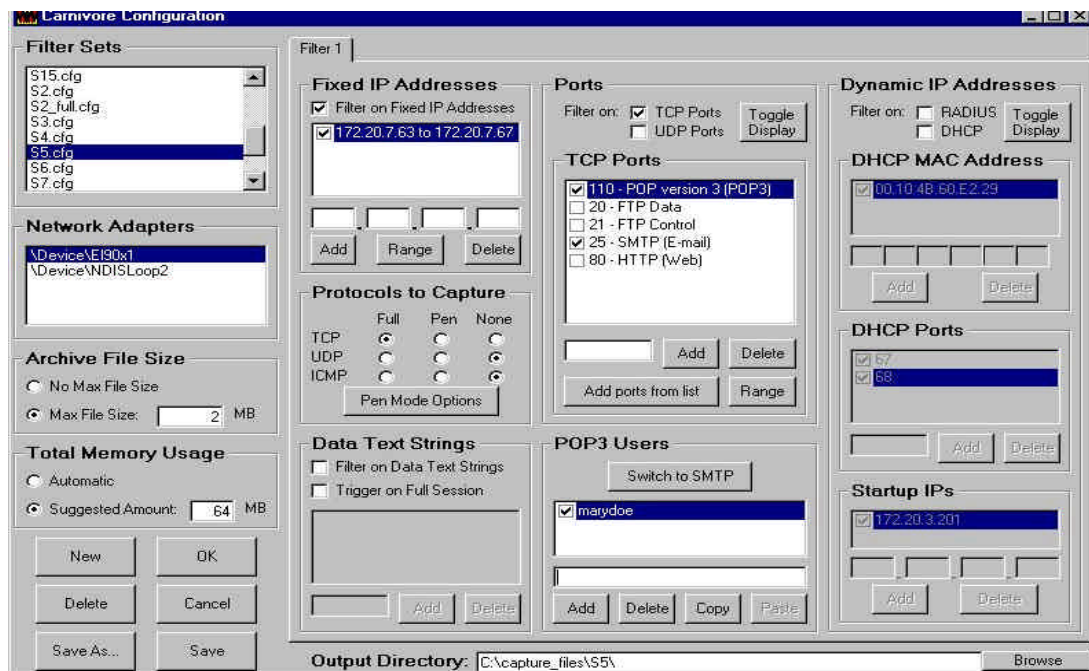 Carnivore Configuration
Filter Sets
S15.cfg
S2.cfg
S2_full.cfg
S3.cfg
S4.cfg
S5.cfg
S6.cfg
S7.cfg
Network Adapters
\Device\El90x1
\Device\NDISLoop2
Archive File Size
No Max File Size
Max File Size: 2 MB
Total Memory Usage
Automatic
Suggested Amount: 64 MB
New OK
Delete Cancel
Save As... Save
Filter 1
Fixed IP Addresses
Filter on Fixed IP Addresses
172.20.7.63 to 172.20.7.67
Add Range Delete
Protocols to Capture
Full Pen None
TCP
UDP
ICMP
Pen Mode Options
Data Text Strings
Filter on Data Text Strings
Trigger on Full Session
Add Delete
Ports
Filter on: TCP Ports
UDP Ports
Toggle Display
TCP Ports
110 - POP version 3 (POP3)
20 - FTP Data
21 - FTP Control
25 - SMTP (E-mail)
80 - HTTP (Web)
Add Delete
Add ports from list Range
POP3 Users
Switch to SMTP
marydoe
Add Delete Copy Paste
Dynamic IP Addresses
Filter on: RADIUS
DHCP
Toggle Display
DHCP MAC Address
00.10.4B.60.E2.29
Add Delete
DHCP Ports
67
68
Add Delete
Startup IPs
172.20.3.201
Add Delete
Output Directory: C:\capture_files\S5\ Browse